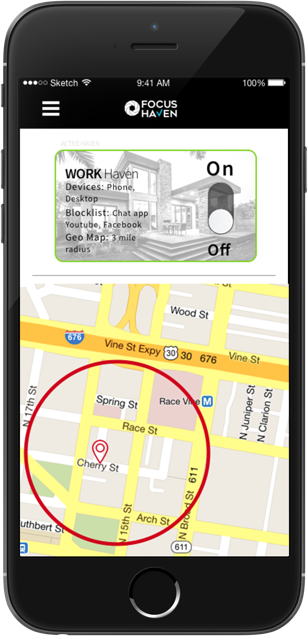 Sketch 9:41 AM 100%
FOCUS
HAVEN
ALTER HAVEN
WORK Haven
Devices: Phone,
Desktop
Blocklist: Chat app
Youtube, Facebook
Geo Map: 3 mile
radius
On
Off
Wood St
676
Vine St Expy 30 676
Vine St
N 17th St
Spring St
Race Vine M
N Juniper St
N Clarion St
Race St
Cherry St
611
N 15th St
N Broad St
Arch St
Cuthbert St
611